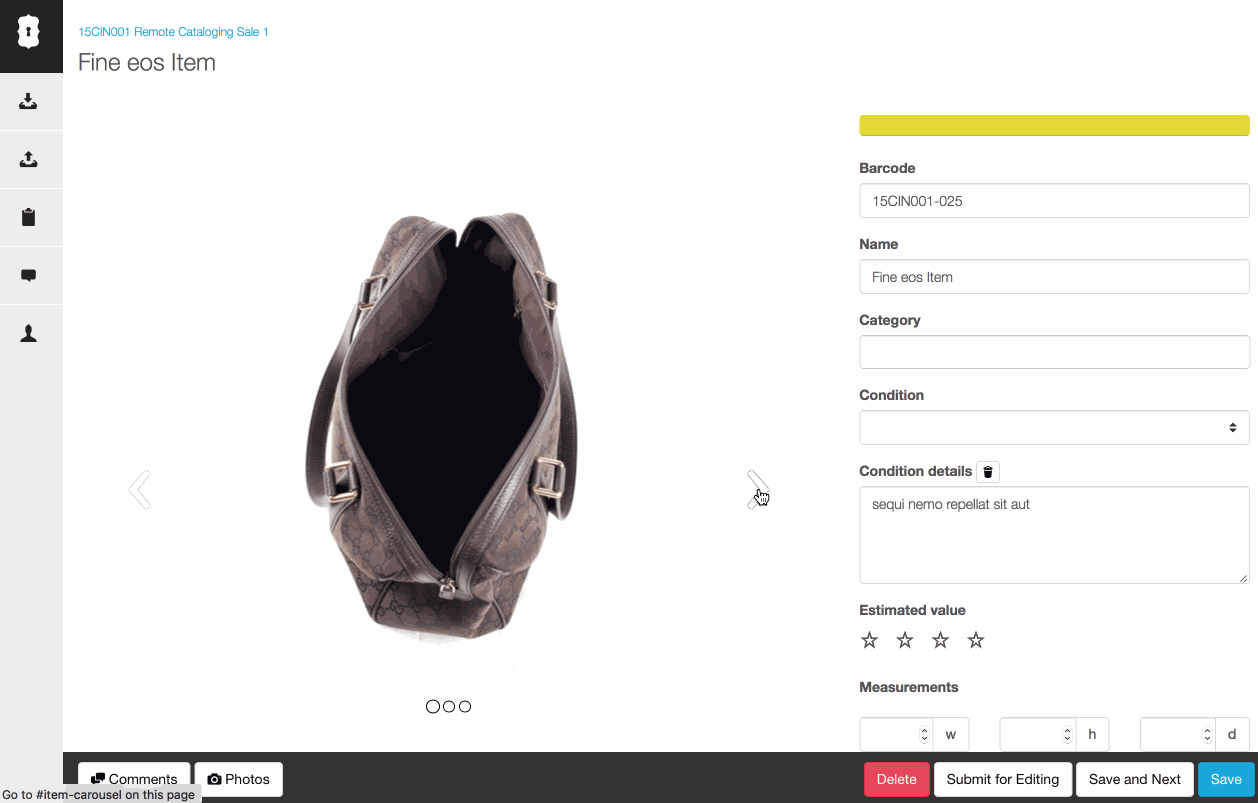 15CIN001 Remote Cataloging Sale 1
Fine eos Item
Barcode
15CIN001-025
Name
Fine eos Item
Category
Condition
Condition details
sequi nemo repellat sit aut
Estimated value
Measurements
w h d
Comments Photos Delete Submit for Editing Save and Next Save
Go to #item-carousel on this page